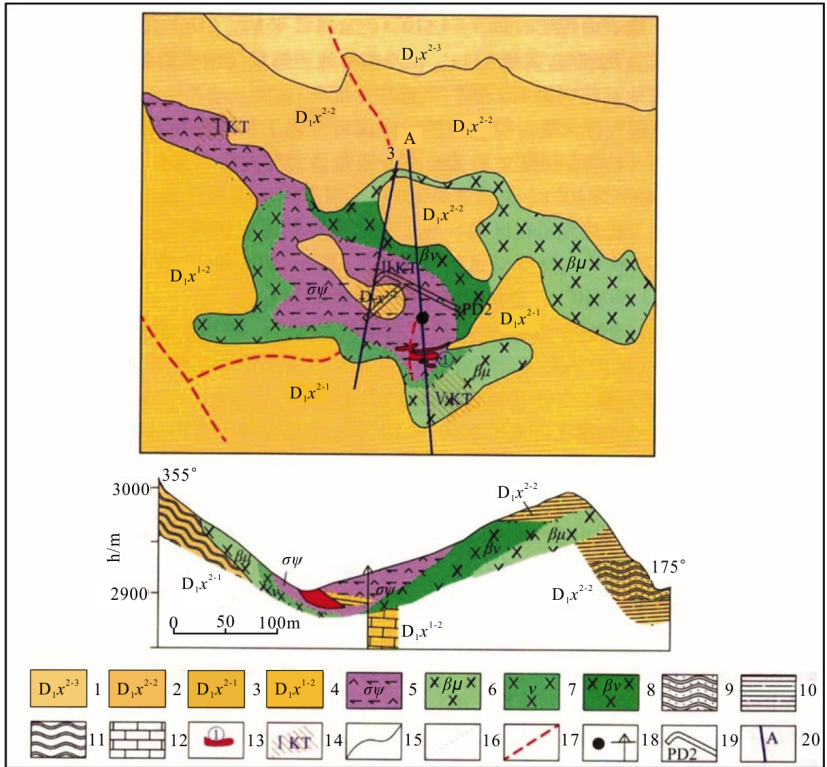 D₁x²⁻³
D₁x²⁻²
D₁x²⁻²
I KT
A
3
D₁x²⁻²
βν
βμ
II KT
D₁x¹⁻²
σψ
PD2
D₁x²⁻¹
①
βμ
V KT
D₁x²⁻¹
355°
3000
D₁x²⁻²
h/m
βμ
βν
βμ
σψ
175°
D₁x²⁻¹
ν
σψ
D₁x²⁻²
2900
D₁x¹⁻²
0 50 100m
D₁x²⁻³ 1 D₁x²⁻² 2 D₁x²⁻¹ 3 D₁x¹⁻² 4 σψ 5 βμ 6 ν 7 βν 8 9 10
11 12 ① 13 I KT 14 15 16 17 18 PD2 19 A 20